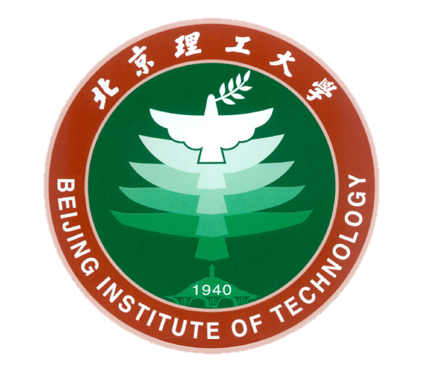 北京理工大學
1940
BEIJING INSTITUTE OF TECHNOLOGY